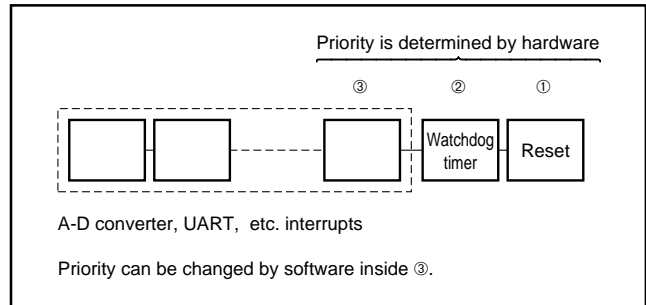 Priority is determined by hardware
③ ② ①
Watchdog
timer
Reset
A-D converter, UART, etc. interrupts
Priority can be changed by software inside ③.